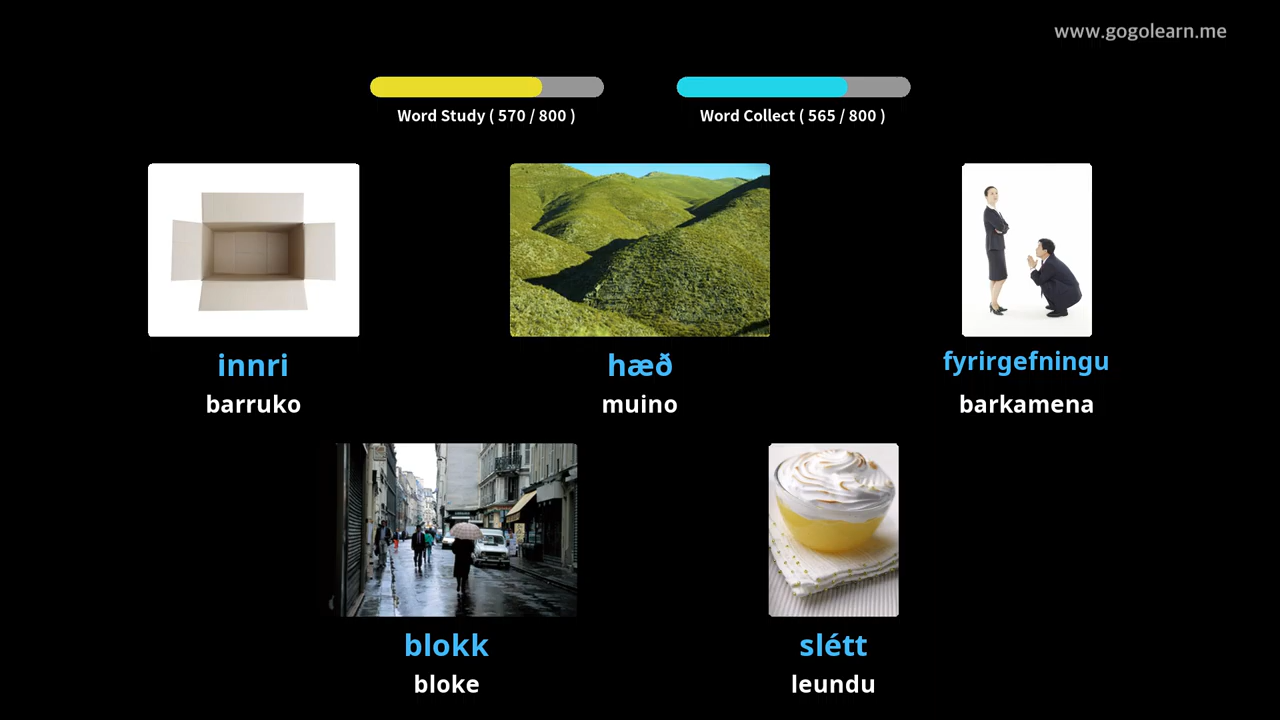 www.gogolearn.me
Word Study ( 570 / 800 )
Word Collect ( 565 / 800 )
innri
barruko
hæð
muino
fyrirgefningu
barkamena
blokk
bloke
slétt
leundu